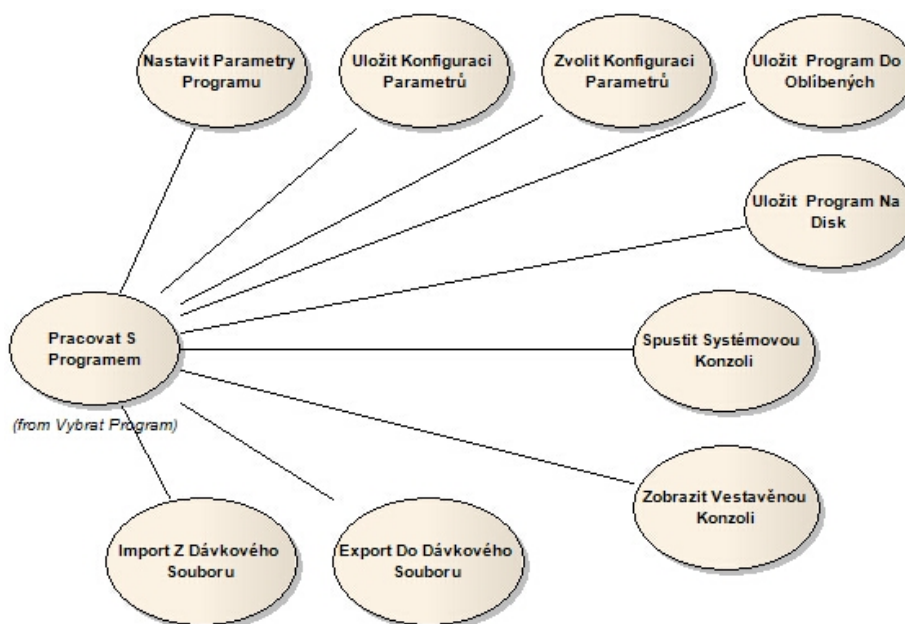 Nastavit Parametry
Programu
Uložit Konfiguraci
Parametrů
Zvolit Konfiguraci
Parametrů
Uložit Program Do
Oblíbených
Uložit Program Na
Disk
Pracovat S
Programem
(from Vybrat Program)
Spustit Systémovou
Konzoli
Zobrazit Vestavěnou
Konzoli
Import Z Dávkového
Souboru
Export Do Dávkového
Souboru